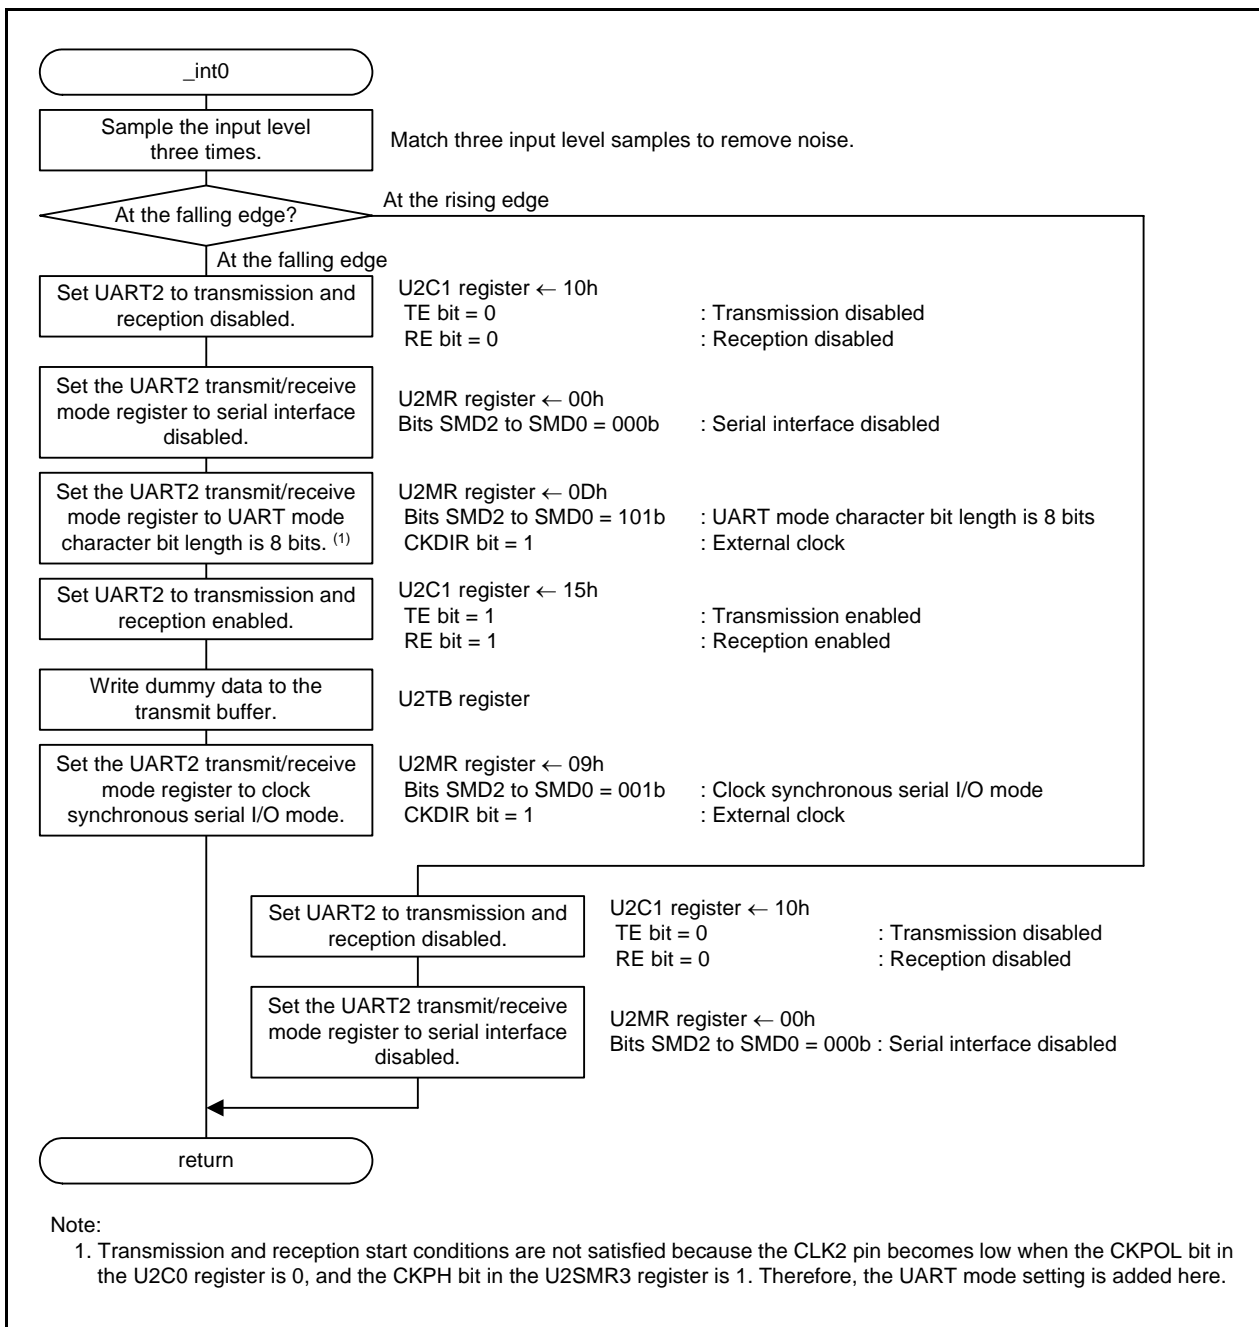 _int0
Sample the input level
three times.
Match three input level samples to remove noise.
At the falling edge?
At the rising edge
At the falling edge
Set UART2 to transmission and
reception disabled.
U2C1 register ← 10h
TE bit = 0 : Transmission disabled
RE bit = 0 : Reception disabled
Set the UART2 transmit/receive
mode register to serial interface
disabled.
U2MR register ← 00h
Bits SMD2 to SMD0 = 000b : Serial interface disabled
Set the UART2 transmit/receive
mode register to UART mode
character bit length is 8 bits. (1)
U2MR register ← 0Dh
Bits SMD2 to SMD0 = 101b : UART mode character bit length is 8 bits
CKDIR bit = 1 : External clock
Set UART2 to transmission and
reception enabled.
U2C1 register ← 15h
TE bit = 1 : Transmission enabled
RE bit = 1 : Reception enabled
Write dummy data to the
transmit buffer.
U2TB register
Set the UART2 transmit/receive
mode register to clock
synchronous serial I/O mode.
U2MR register ← 09h
Bits SMD2 to SMD0 = 001b : Clock synchronous serial I/O mode
CKDIR bit = 1 : External clock
Set UART2 to transmission and
reception disabled.
U2C1 register ← 10h
TE bit = 0 : Transmission disabled
RE bit = 0 : Reception disabled
Set the UART2 transmit/receive
mode register to serial interface
disabled.
U2MR register ← 00h
Bits SMD2 to SMD0 = 000b : Serial interface disabled
return
Note:
1. Transmission and reception start conditions are not satisfied because the CLK2 pin becomes low when the CKPOL bit in
the U2C0 register is 0, and the CKPH bit in the U2SMR3 register is 1. Therefore, the UART mode setting is added here.